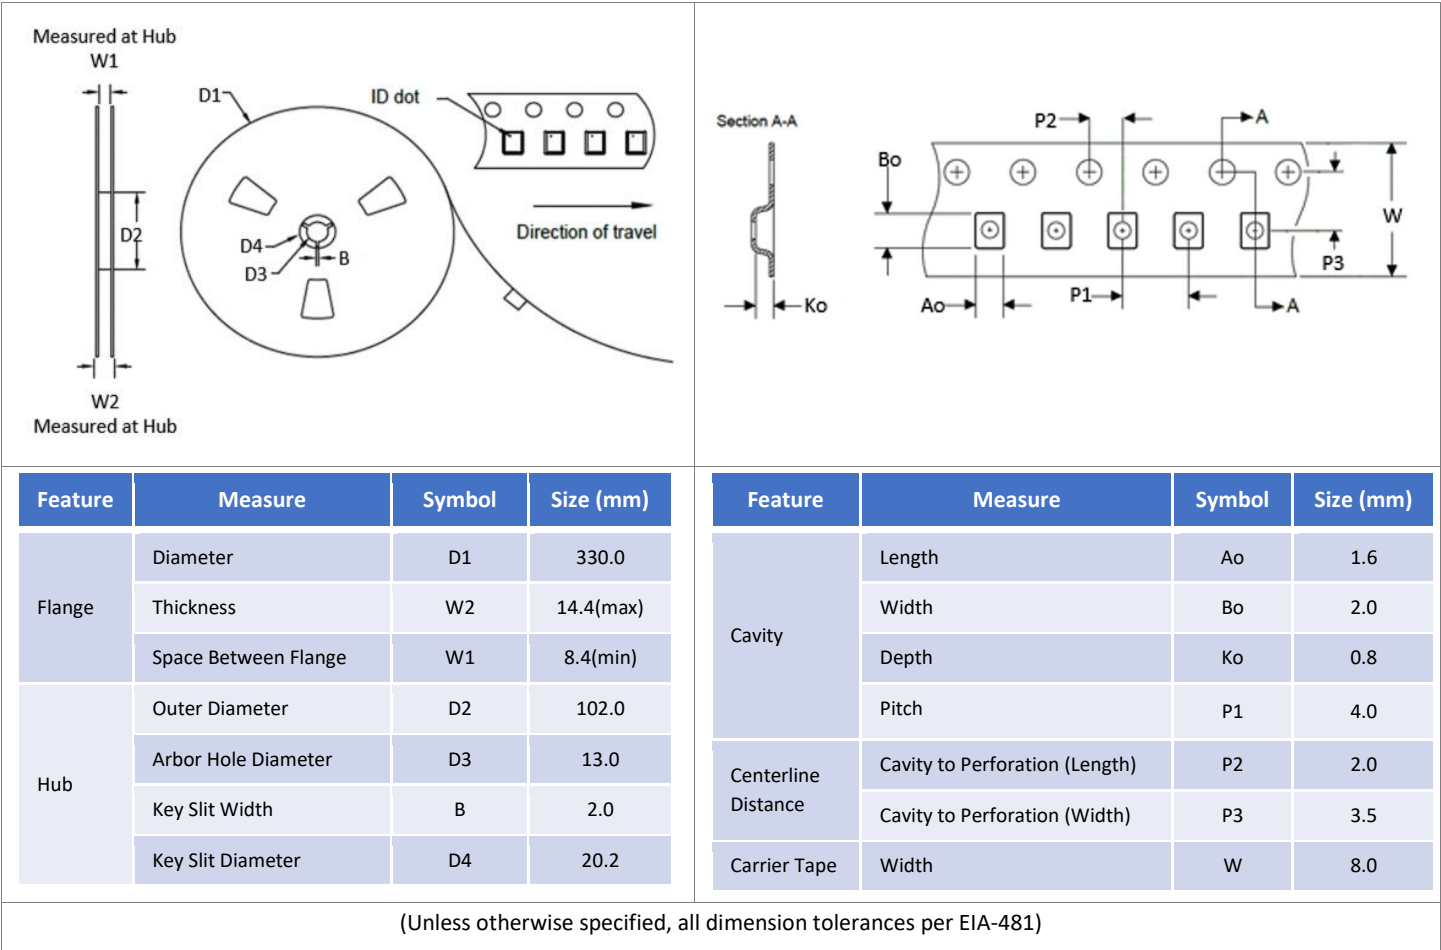 Measured at Hub
W1
D1
ID dot
D2
D4
D3
B
Direction of travel
W2
Measured at Hub
Section A-A
Ko
P2
A
Bo
W
P3
Ao
P1
A
Feature Measure Symbol Size (mm)
Flange
Diameter D1 330.0
Thickness W2 14.4(max)
Space Between Flange W1 8.4(min)
Hub
Outer Diameter D2 102.0
Arbor Hole Diameter D3 13.0
Key Slit Width B 2.0
Key Slit Diameter D4 20.2
Feature Measure Symbol Size (mm)
Cavity
Length Ao 1.6
Width Bo 2.0
Depth Ko 0.8
Pitch P1 4.0
Centerline
Distance
Cavity to Perforation (Length) P2 2.0
Cavity to Perforation (Width) P3 3.5
Carrier Tape Width W 8.0
(Unless otherwise specified, all dimension tolerances per EIA-481)